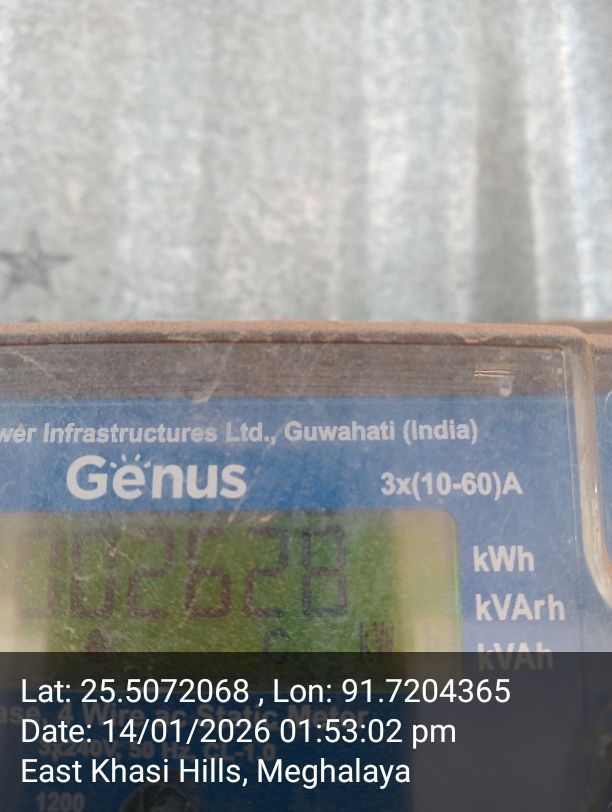 wer Infrastructures Ltd., Guwahati (India)
Genus
3x(10-60)A
002628
kWh
kVArh
kVAh
Lat: 25.5072068 , Lon: 91.7204365
Date: 14/01/2026 01:53:02 pm
East Khasi Hills, Meghalaya
1200